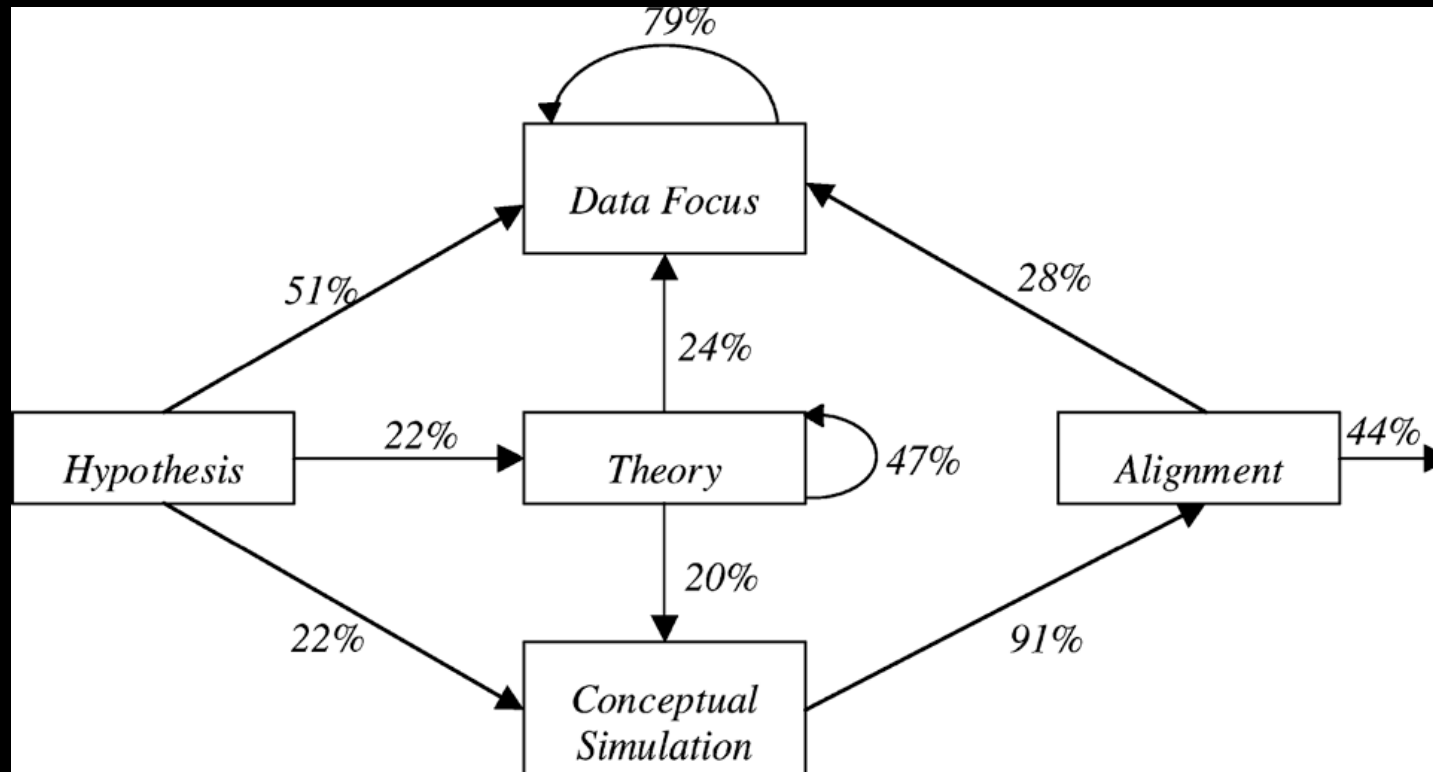 79%
Data Focus
51%
28%
24%
Hypothesis
22%
Theory
47%
Alignment
44%
20%
22%
91%
Conceptual
Simulation